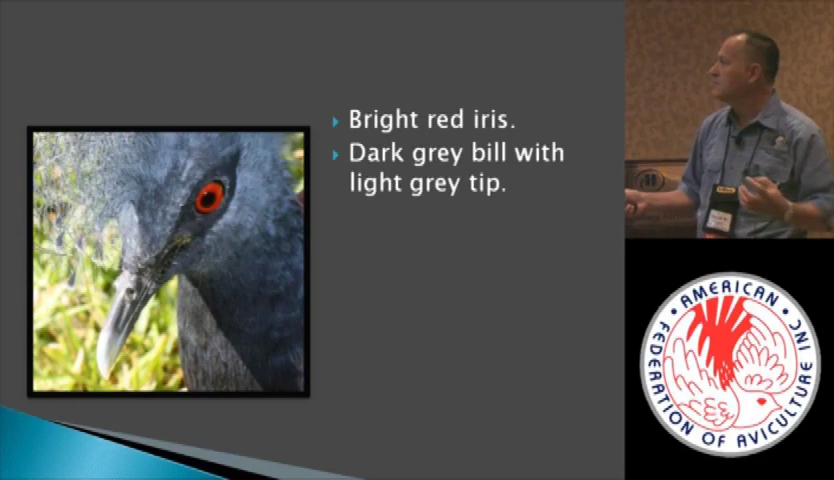 Bright red iris.
Dark grey bill with
light grey tip.
AMERICAN
FEDERATION OF AVICULTURE
INC